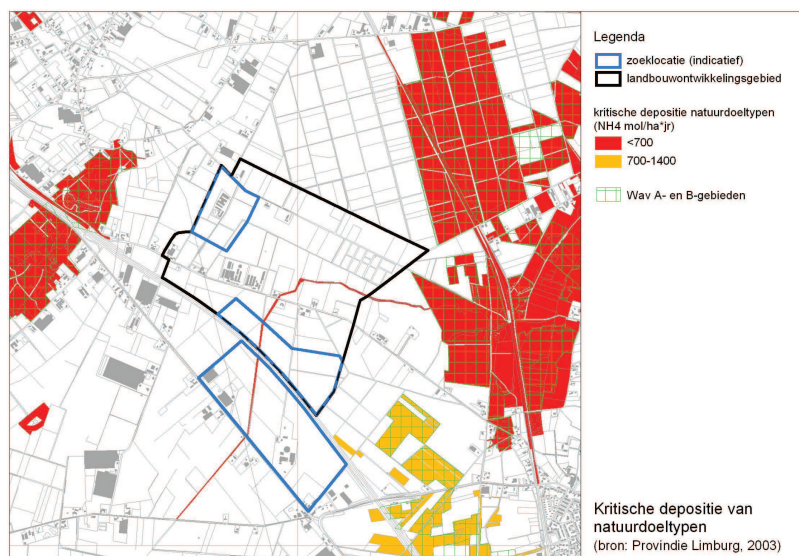 Legenda
zoeklocatie (indicatief)
landbouwontwikkelingsgebied
kritische depositie natuurdoeltypen
(NH4 mol/ha*jr)
<700
700-1400
Wav A- en B-gebieden
Kritische depositie van
natuurdoeltypen
(bron: Provindie Limburg, 2003)